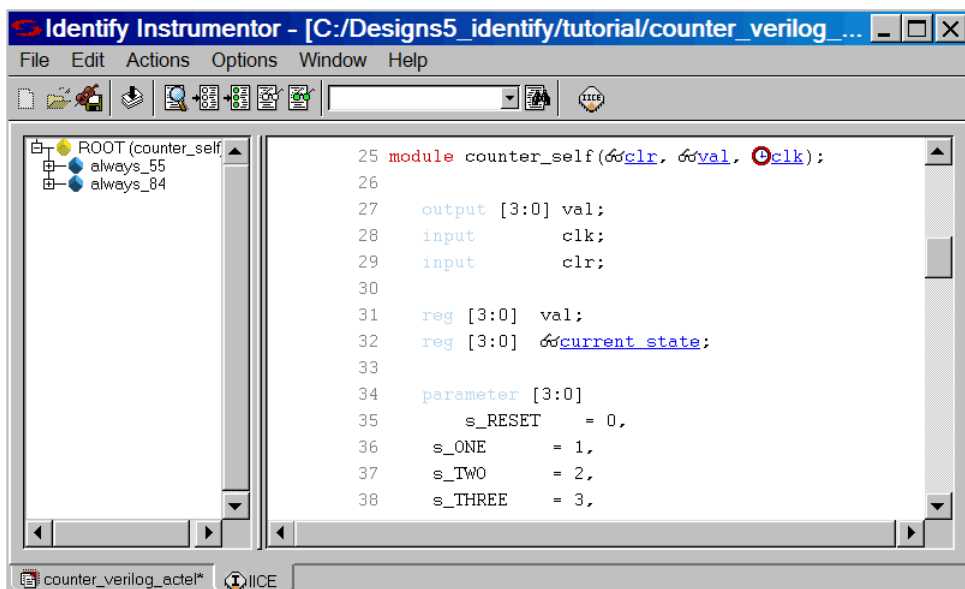 Identify Instrumentor - [C:/Designs5_identify/tutorial/counter_verilog_...
File Edit Actions Options Window Help
IICE
ROOT (counter_self
always_55
always_84
25 module counter_self(clr, val, clk);
26
27 output [3:0] val;
28 input clk;
29 input clr;
30
31 reg [3:0] val;
32 reg [3:0] current_state;
33
34 parameter [3:0]
35 s_RESET = 0,
36 s_ONE = 1,
37 s_TWO = 2,
38 s_THREE = 3,
counter_verilog_actel* IICE